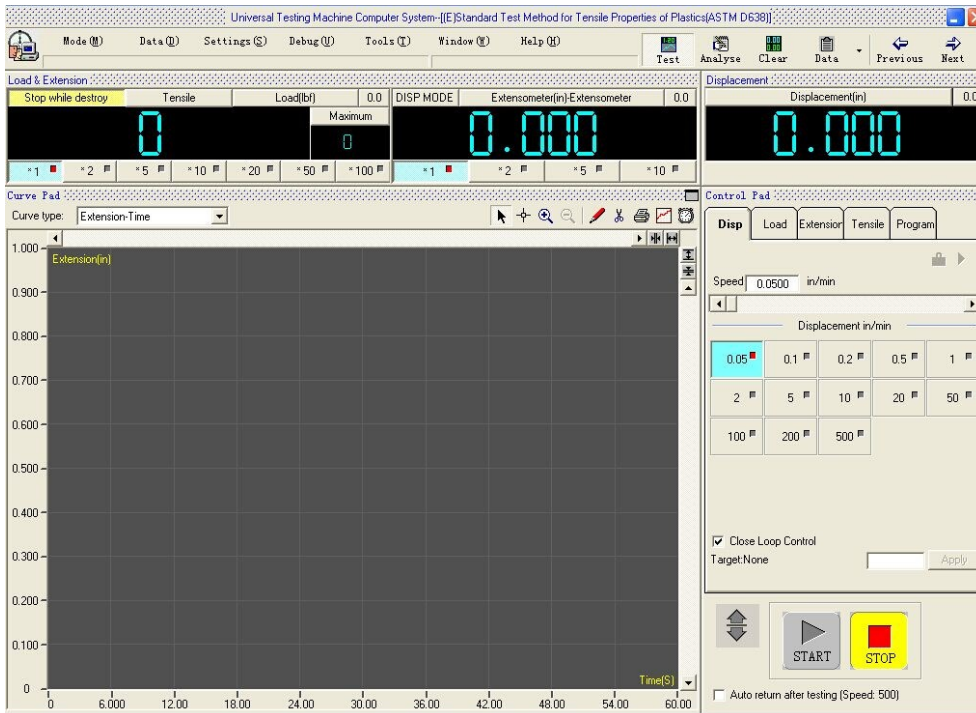 Universal Testing Machine Computer System--[(E)Standard Test Method for Tensile Properties of Plastics(ASTM D638)]
Mode(M) Data(D) Settings(S) Debug(U) Tools(T) Window(W) Help(H)
Test Analyse Clear Data Previous Next
Load & Extension
Stop while destroy Tensile Load(lbf) 0.0 DISP MODE Extensometer(in)-Extensometer 0.0
0
Maximum
0
0.000
*1 *2 *5 *10 *20 *50 *100 *1 *2 *5 *10
Displacement
Displacement(in) 0.0
0.000
Curve Pad
Curve type: Extension-Time
Extension(in)
1.000
0.900
0.800
0.700
0.600
0.500
0.400
0.300
0.200
0.100
0
Time(S)
0 6.000 12.00 18.00 24.00 30.00 36.00 42.00 48.00 54.00 60.00
Control Pad
Disp Load Extension Tensile Program
Speed 0.0500 in/min
Displacement in/min
0.05 0.1 0.2 0.5 1
2 5 10 20 50
100 200 500
Close Loop Control
Target:None Apply
START STOP
Auto return after testing (Speed: 500)